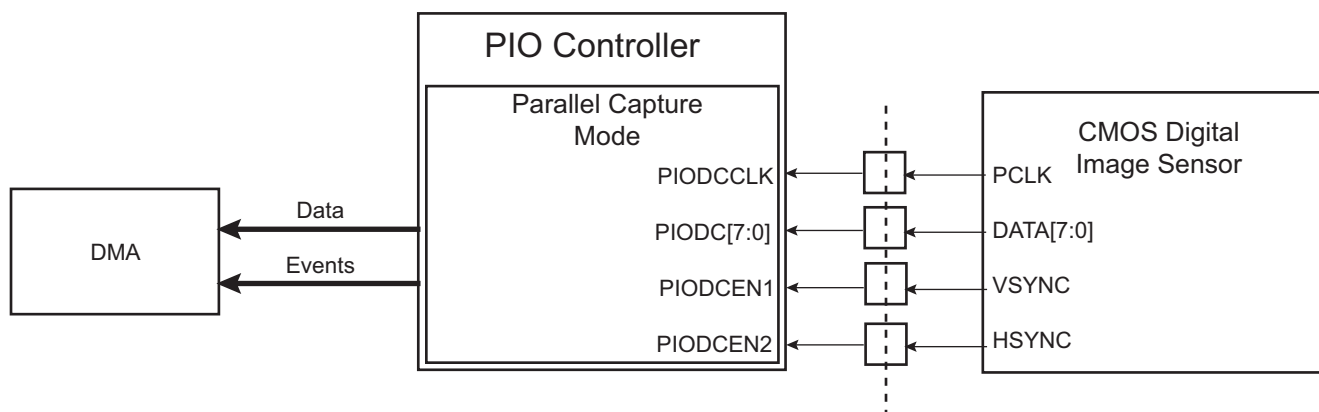 PIO Controller
Parallel Capture
Mode
PIODCCLK
PIODC[7:0]
PIODCEN1
PIODCEN2
DMA
Data
Events
CMOS Digital
Image Sensor
PCLK
DATA[7:0]
VSYNC
HSYNC